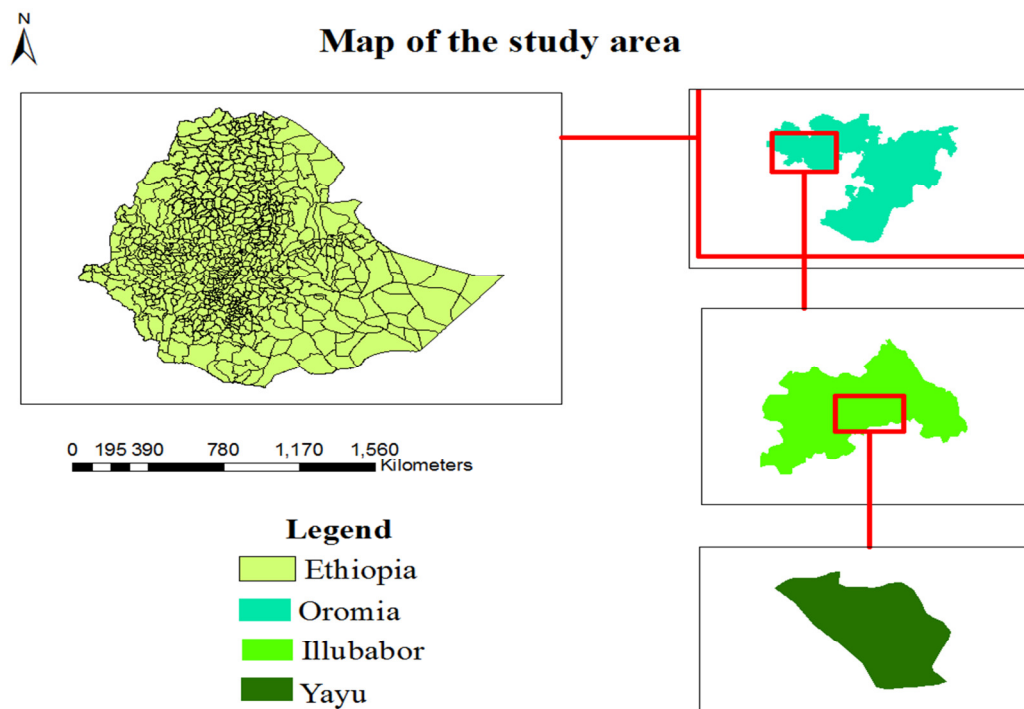 N
Map of the study area
0 195 390 780 1,170 1,560
Kilometers
Legend
Ethiopia
Oromia
Illubabor
Yayu